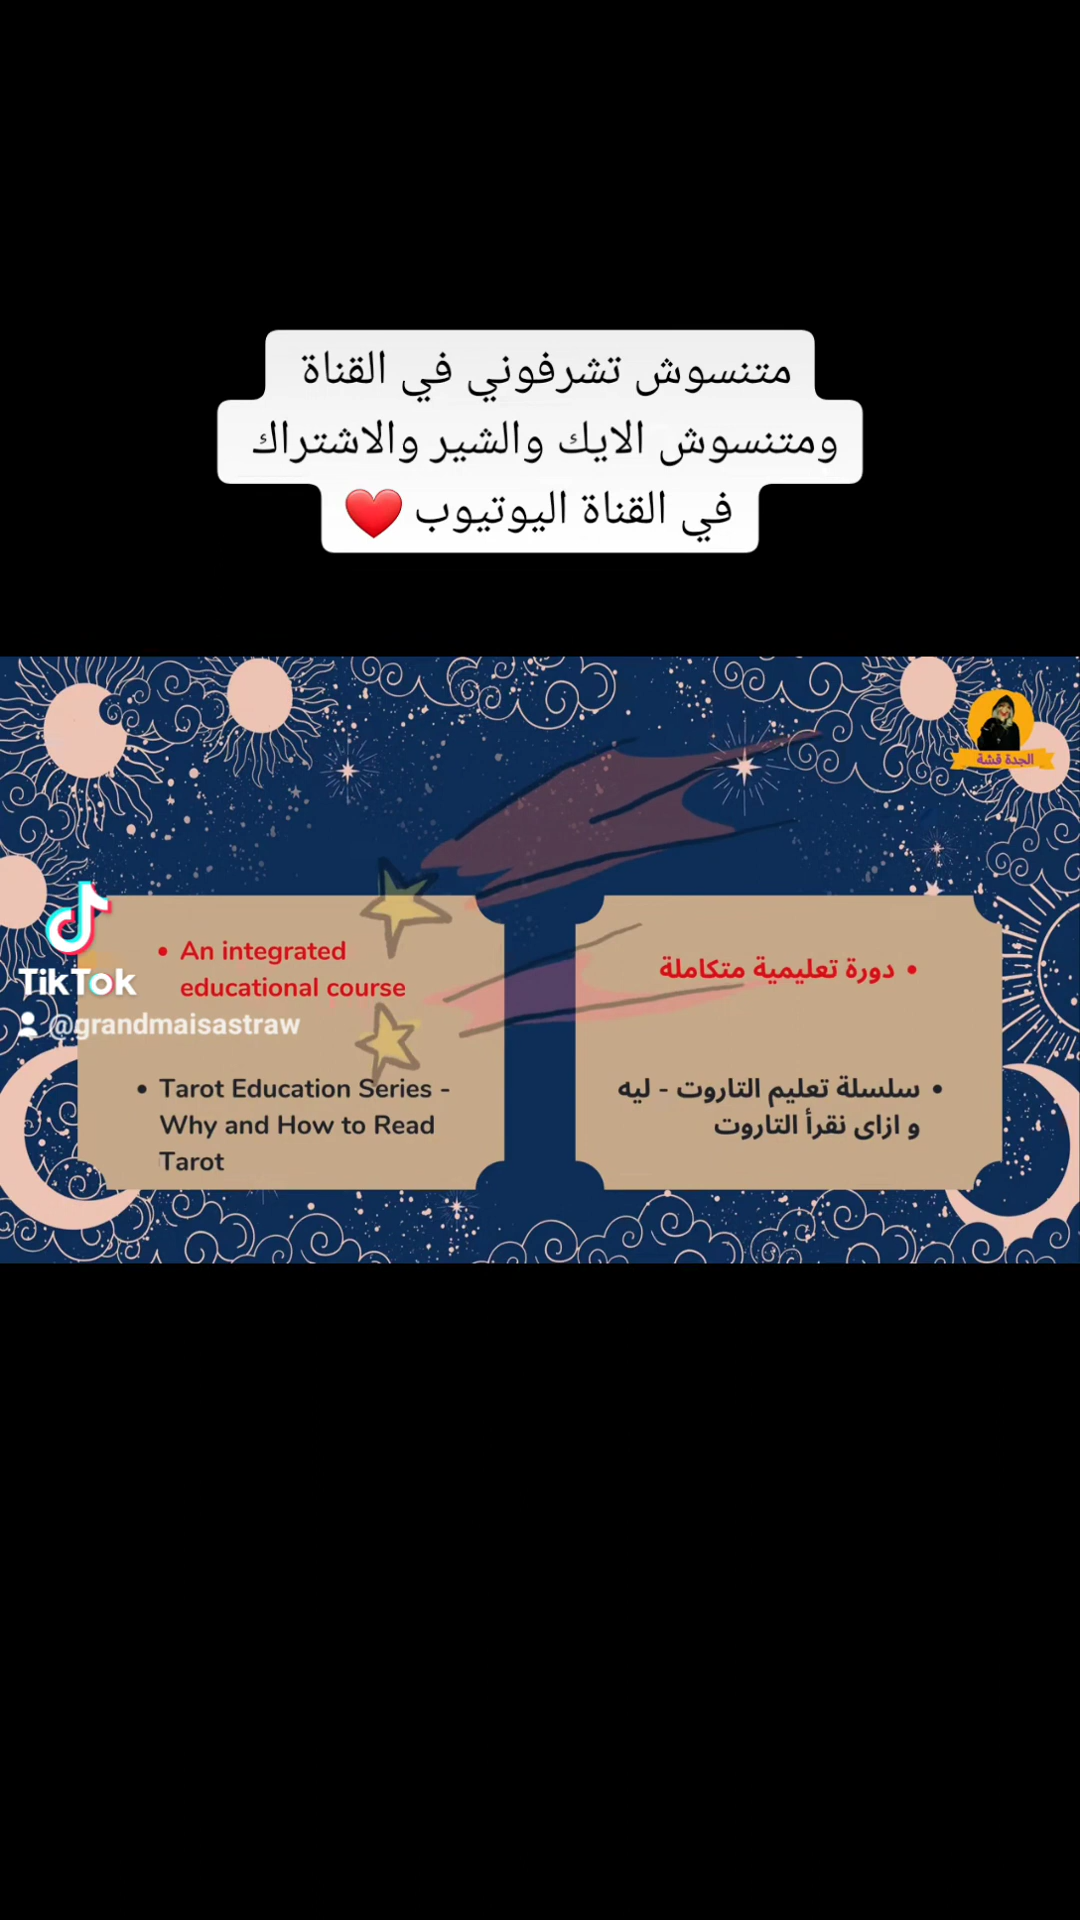 متنسوش تشرفوني في القناة
ومتنسوش الايك والشير والاشتراك
في القناة اليوتيوب ❤️
الجدة قشة
• An integrated
educational course
• دورة تعليمية متكاملة
TikTok
@grandmaisastraw
• Tarot Education Series -
Why and How to Read
Tarot
• سلسلة تعليم التاروت - ليه
و ازاى نقرأ التاروت